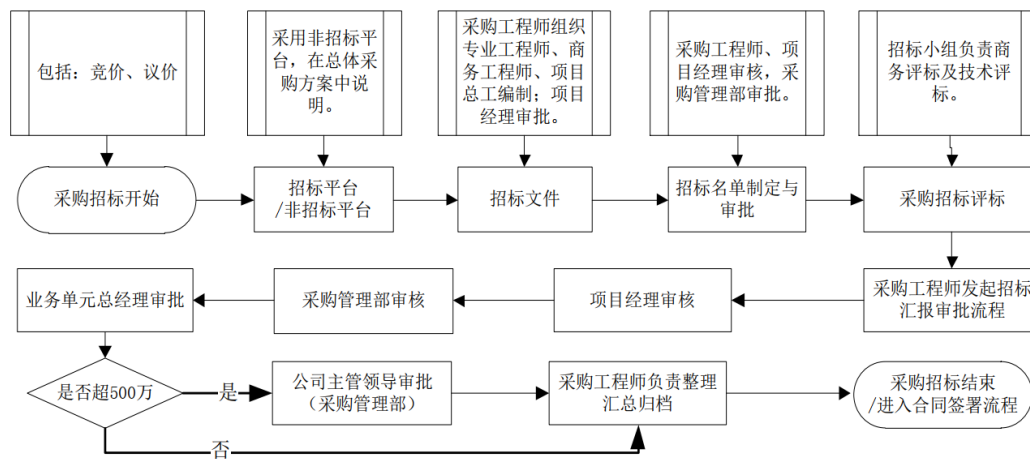 包括：竞价、议价
采用非招标平
台，在总体采
购方案中说
明。
采购工程师组织
专业工程师、商
务工程师、项目
总工编制；项目
经理审批。
采购工程师、项
目经理审核，采
购管理部审批。
招标小组负责商
务评标及技术评
标。
采购招标开始
招标平台
/非招标平台
招标文件
招标名单制定与
审批
采购招标评标
业务单元总经理审批
采购管理部审核
项目经理审核
采购工程师发起招标
汇报审批流程
是否超500万
是
公司主管领导审批
（采购管理部）
采购工程师负责整理
汇总归档
采购招标结束
/进入合同签署流程
否